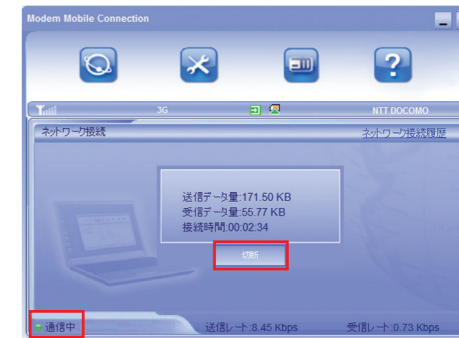 Modem Mobile Connection
3G
NTT DOCOMO
ネットワーク接続
ネットワーク接続履歴
送信データ量:171.50 KB
受信データ量:55.77 KB
接続時間:00:02:34
切断
通信中
送信レート:8.45 Kbps
受信レート:0.73 Kbps
?